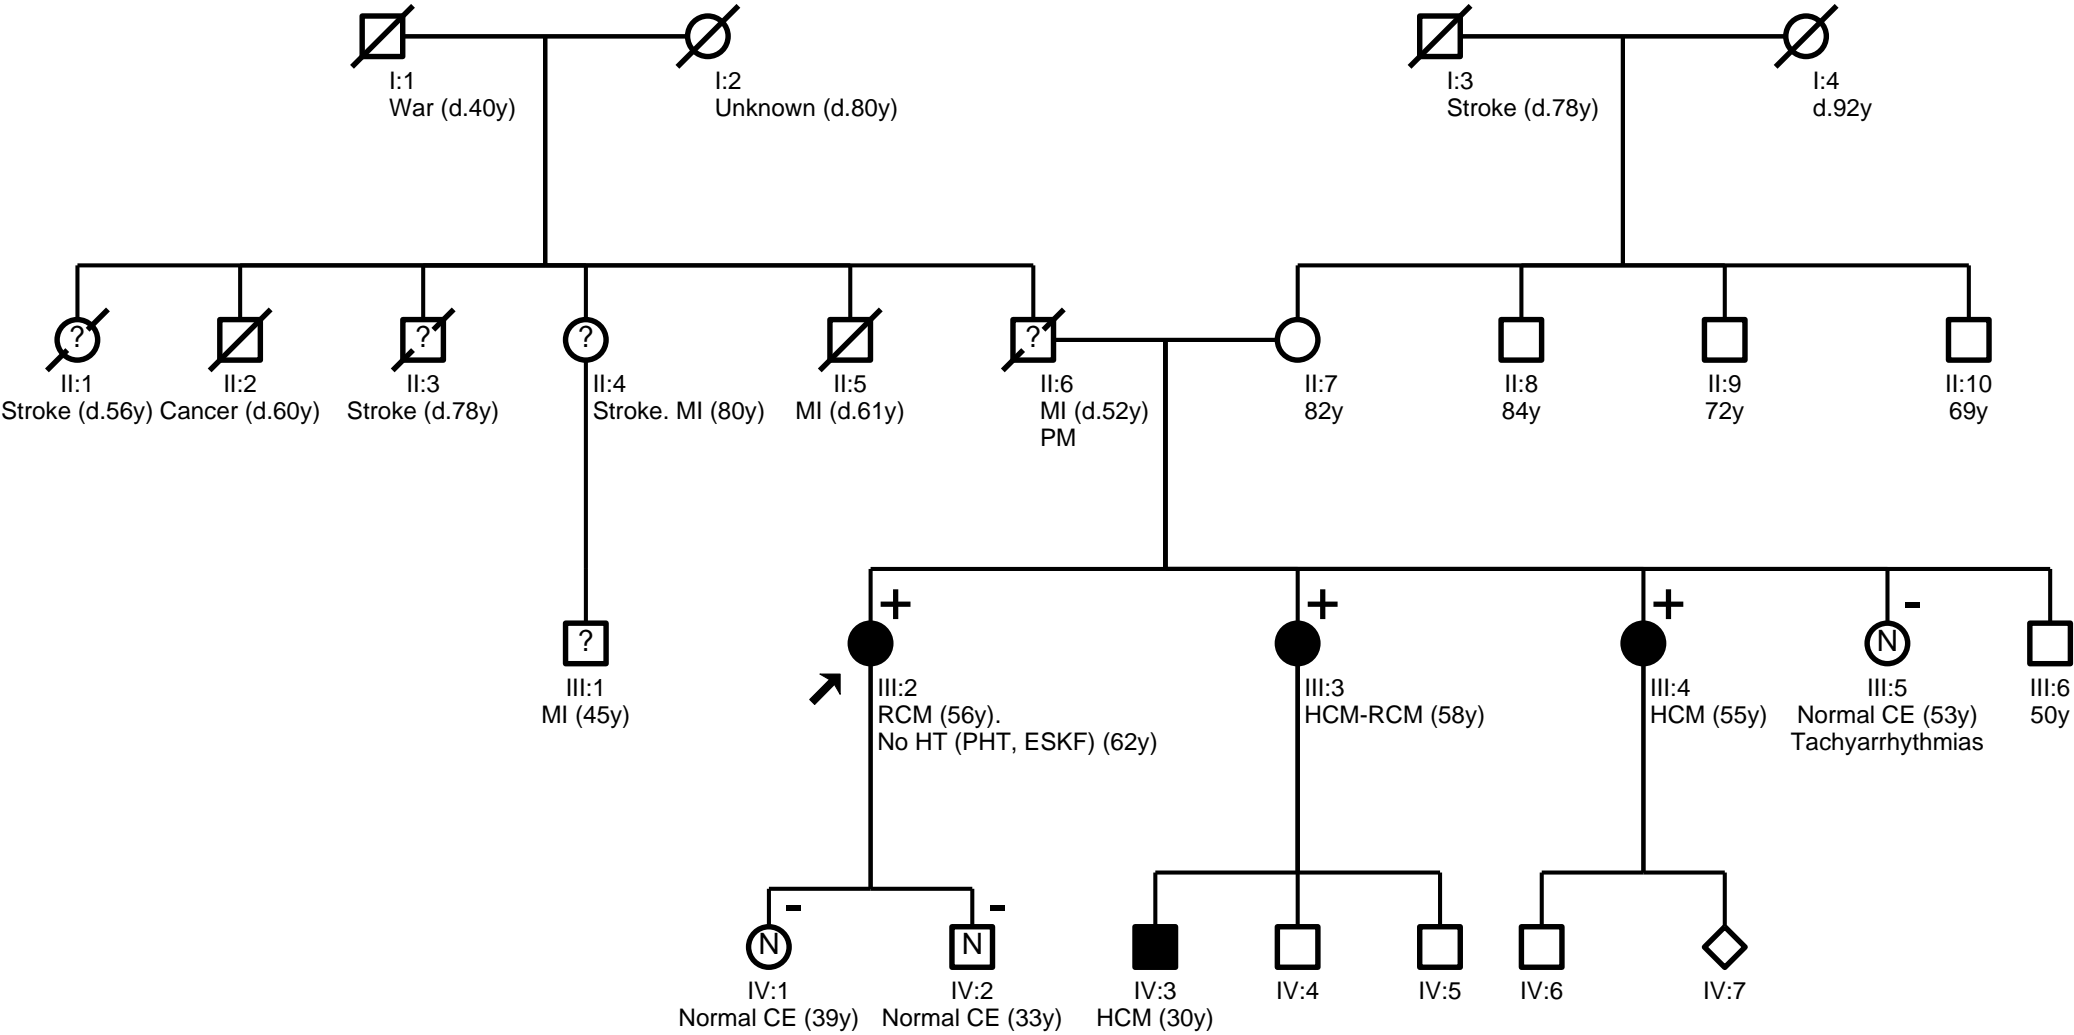 I:1
War (d.40y)
I:2
Unknown (d.80y)
I:3
Stroke (d.78y)
I:4
d.92y
?
II:1
Stroke (d.56y)
II:2
Cancer (d.60y)
?
II:3
Stroke (d.78y)
?
II:4
Stroke. MI (80y)
II:5
MI (d.61y)
?
II:6
MI (d.52y)
PM
II:7
82y
II:8
84y
II:9
72y
II:10
69y
?
III:1
MI (45y)
+
III:2
RCM (56y).
No HT (PHT, ESKF) (62y)
+
III:3
HCM-RCM (58y)
+
III:4
HCM (55y)
-
N
III:5
Normal CE (53y)
Tachyarrhythmias
III:6
50y
-
N
IV:1
Normal CE (39y)
-
N
IV:2
Normal CE (33y)
IV:3
HCM (30y)
IV:4
IV:5
IV:6
IV:7